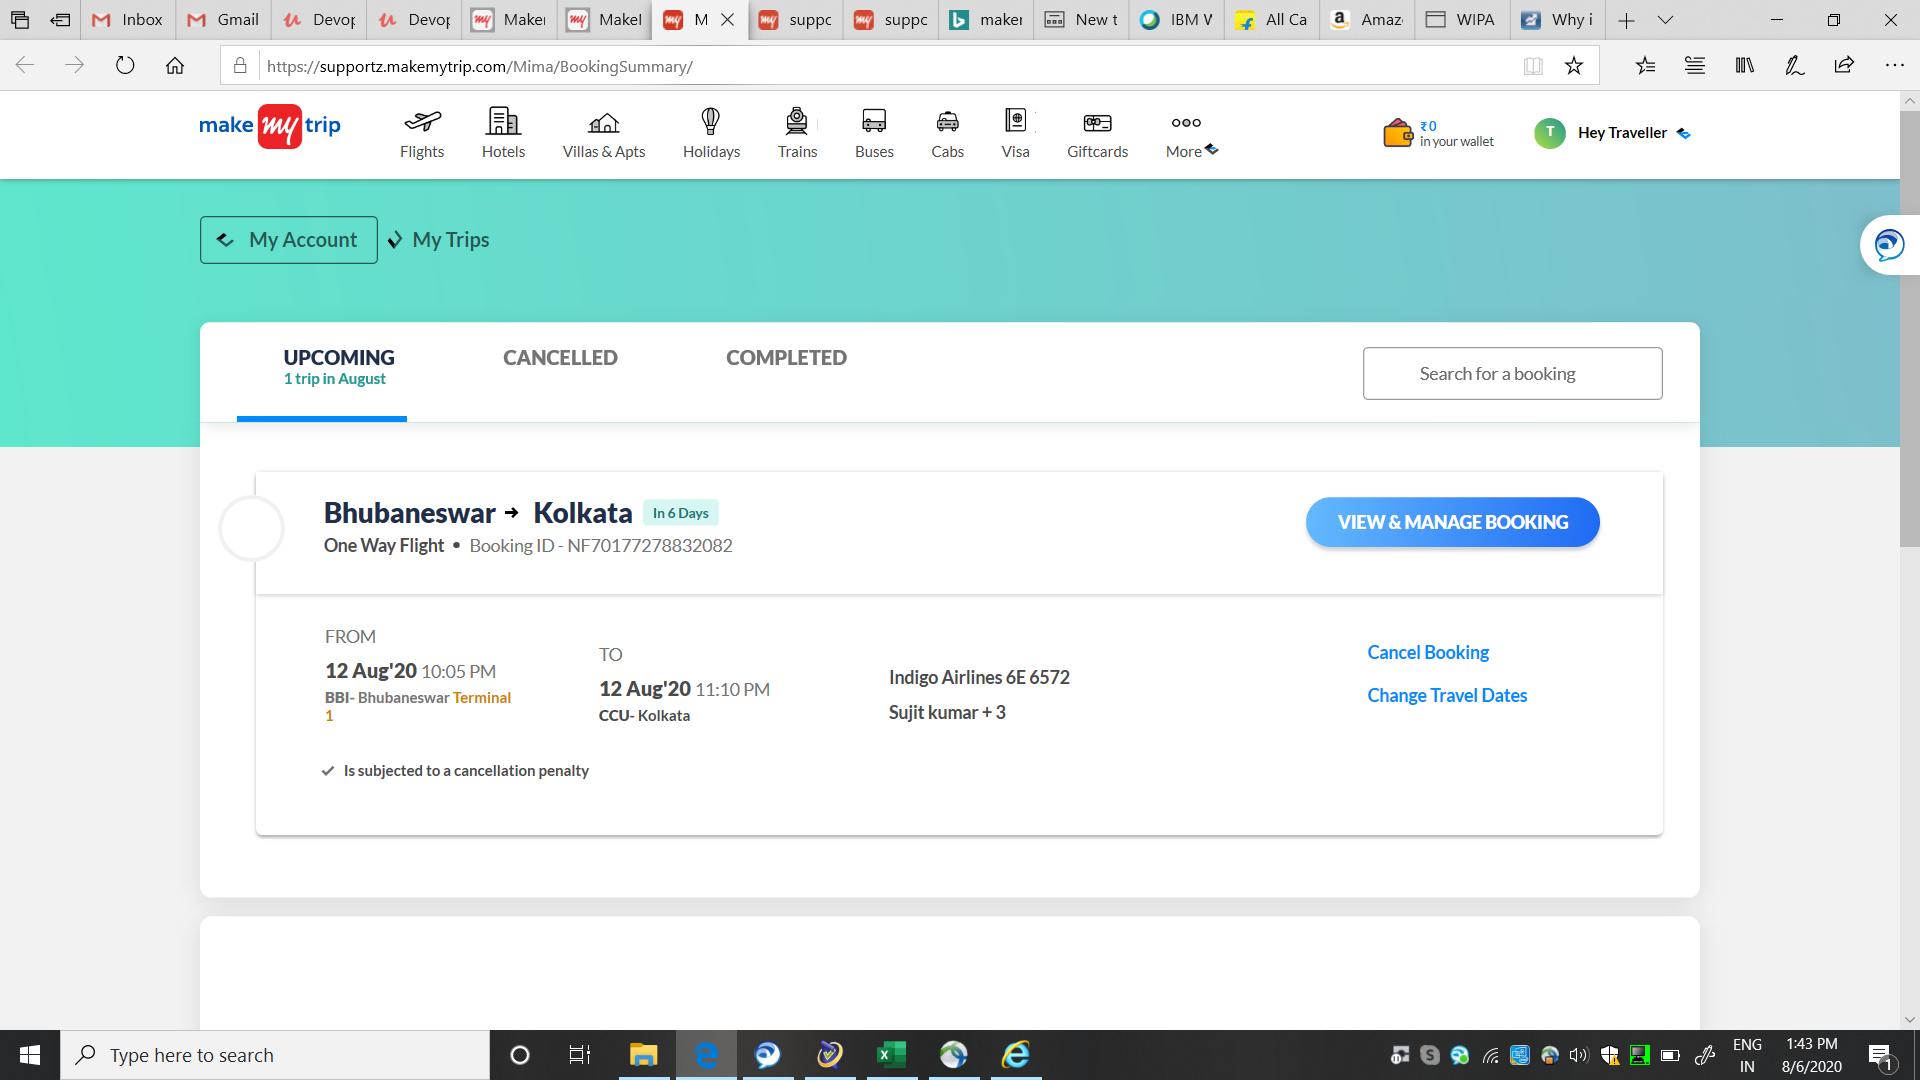 Inbox
Gmail
Devop
Devop
Maker
Makel
M
suppo
suppo
maker
New t
IBM W
All Ca
Amaz
WIPA
Why i
https://supportz.makemytrip.com/Mima/BookingSummary/
make my trip
Flights
Hotels
Villas & Apts
Holidays
Trains
Buses
Cabs
Visa
Giftcards
More
₹0
in your wallet
T
Hey Traveller
My Account
My Trips
UPCOMING
1 trip in August
CANCELLED
COMPLETED
Search for a booking
Bhubaneswar → Kolkata In 6 Days
One Way Flight • Booking ID - NF70177278832082
VIEW & MANAGE BOOKING
FROM
12 Aug'20 10:05 PM
BBI- Bhubaneswar Terminal
1
TO
12 Aug'20 11:10 PM
CCU- Kolkata
Indigo Airlines 6E 6572
Sujit kumar + 3
Cancel Booking
Change Travel Dates
Is subjected to a cancellation penalty
Type here to search
ENG
IN
1:43 PM
8/6/2020
1